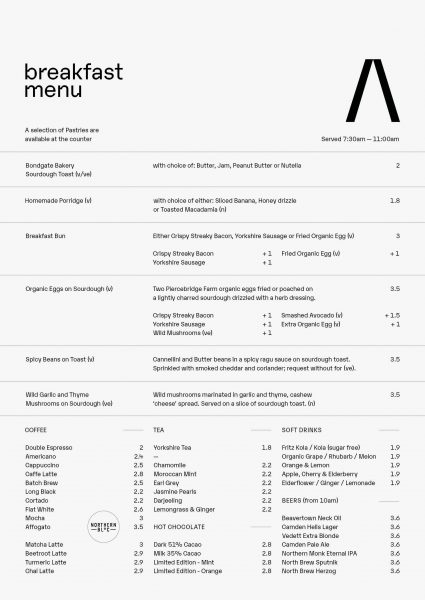 breakfast
menu
A selection of Pastries are
available at the counter
Served 7:30am — 11:00am
Bondgate Bakery with choice of: Butter, Jam, Peanut Butter or Nutella 2
Sourdough Toast (v/ve)
Homemade Porridge (v) with choice of either: Sliced Banana, Honey drizzle 1.8
or Toasted Macadamia (n)
Breakfast Bun Either Crispy Streaky Bacon, Yorkshire Sausage or Fried Organic Egg (v) 3
Crispy Streaky Bacon + 1 Fried Organic Egg (v) + 1
Yorkshire Sausage + 1
Organic Eggs on Sourdough (v) Two Piercebridge Farm organic eggs fried or poached on 3.5
a lightly charred sourdough drizzled with a herb dressing.
Crispy Streaky Bacon + 1 Smashed Avocado (v) + 1.5
Yorkshire Sausage + 1 Extra Organic Egg (v) + 1
Wild Mushrooms (ve) + 1
Spicy Beans on Toast (v) Cannellini and Butter beans in a spicy ragu sauce on sourdough toast. 3.5
Sprinkled with smoked cheddar and coriander; request without for (ve).
Wild Garlic and Thyme Wild mushrooms marinated in garlic and thyme, cashew 3.5
Mushrooms on Sourdough (ve) 'cheese' spread. Served on a slice of sourdough toast. (n)
COFFEE
Double Espresso 2
Americano
Cappuccino 2.5
Caffe Latte 2.8
Batch Brew 2.5
Long Black 2.2
Cortado 2.2
Flat White 2.6
Mocha 3
Affogato 3.5
NORTHERN
BLOC
Matcha Latte 3
Beetroot Latte 2.9
Turmeric Latte 2.9
Chai Latte 2.9
TEA
Yorkshire Tea 1.8
—
Chamomile 2.2
Moroccan Mint 2.2
Earl Grey 2.2
Jasmine Pearls 2.2
Darjeeling 2.2
Lemongrass & Ginger 2.2
HOT CHOCOLATE
Dark 51% Cacao 2.8
Milk 35% Cacao 2.8
Limited Edition - Mint 2.8
Limited Edition - Orange 2.8
SOFT DRINKS
Fritz Kola / Kola (sugar free) 1.9
Organic Grape / Rhubarb / Melon 1.9
Orange & Lemon 1.9
Apple, Cherry & Elderberry 1.9
Elderflower / Ginger / Lemonade 1.9
BEERS (from 10am)
Beavertown Neck Oil 3.6
Camden Hells Lager 3.6
Vedett Extra Blonde 3.6
Camden Pale Ale 3.6
Northern Monk Eternal IPA 3.6
North Brew Sputnik 3.6
North Brew Herzog 3.6